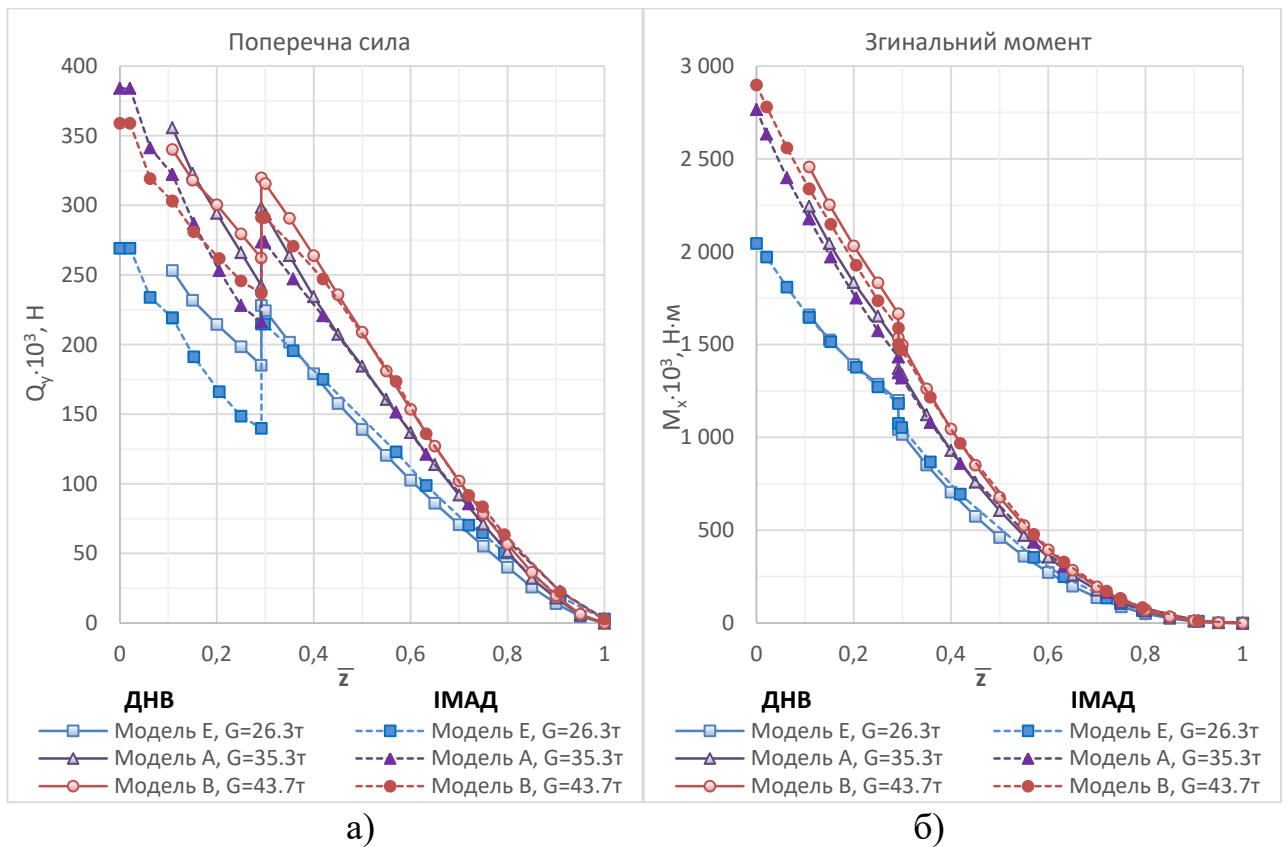 Поперечна сила
400
350
300
250
200
150
100
50
0
Qy·10³, Н
0 0,2 0,4 0,6 0,8 1
z̅
ДНВ ІМАД
Модель Е, G=26.3т Модель Е, G=26.3т
Модель А, G=35.3т Модель А, G=35.3т
Модель В, G=43.7т Модель В, G=43.7т
а)
Згинальний момент
3 000
2 500
2 000
1 500
1 000
500
0
Mx·10³, Н·м
0 0,2 0,4 0,6 0,8 1
z̅
ДНВ ІМАД
Модель Е, G=26.3т Модель Е, G=26.3т
Модель А, G=35.3т Модель А, G=35.3т
Модель В, G=43.7т Модель В, G=43.7т
б)